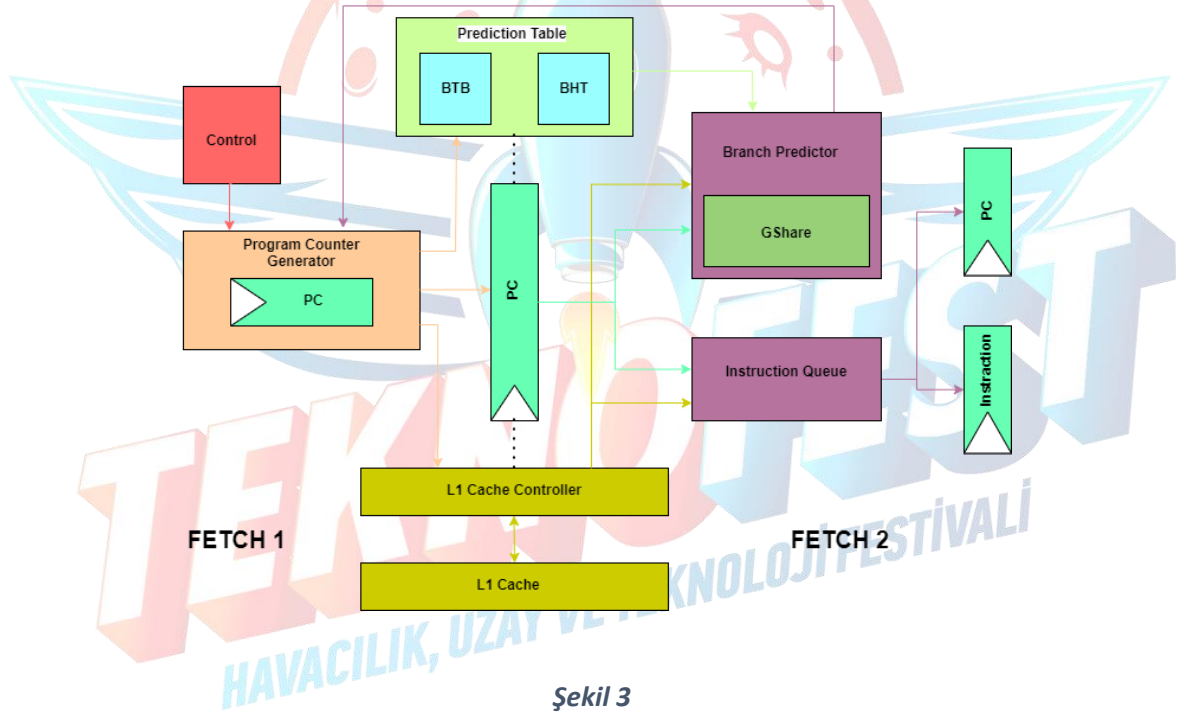 Prediction Table
BTB
BHT
Control
Branch Predictor
GShare
Program Counter
Generator
PC
PC
PC
Instruction Queue
Instraction
L1 Cache Controller
FETCH 1
FETCH 2
L1 Cache
TEKNOFEST
HAVACILIK, UZAY VE TEKNOLOJİ FESTİVALİ
Şekil 3